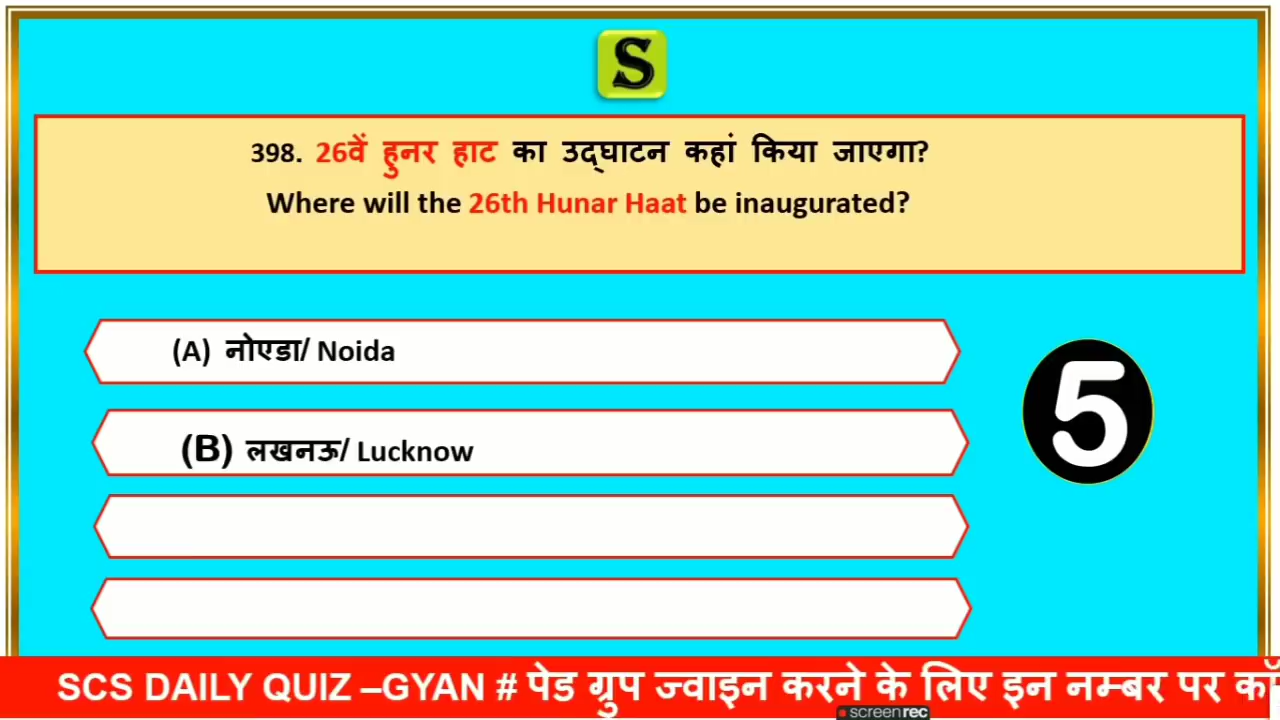 S
398. 26वें हुनर हाट का उद्घाटन कहां किया जाएगा?
Where will the 26th Hunar Haat be inaugurated?
(A) नोएडा/ Noida
5
(B) लखनऊ/ Lucknow
SCS DAILY QUIZ –GYAN # पेड ग्रुप ज्वाइन करने के लिए इन नम्बर पर
screenrec